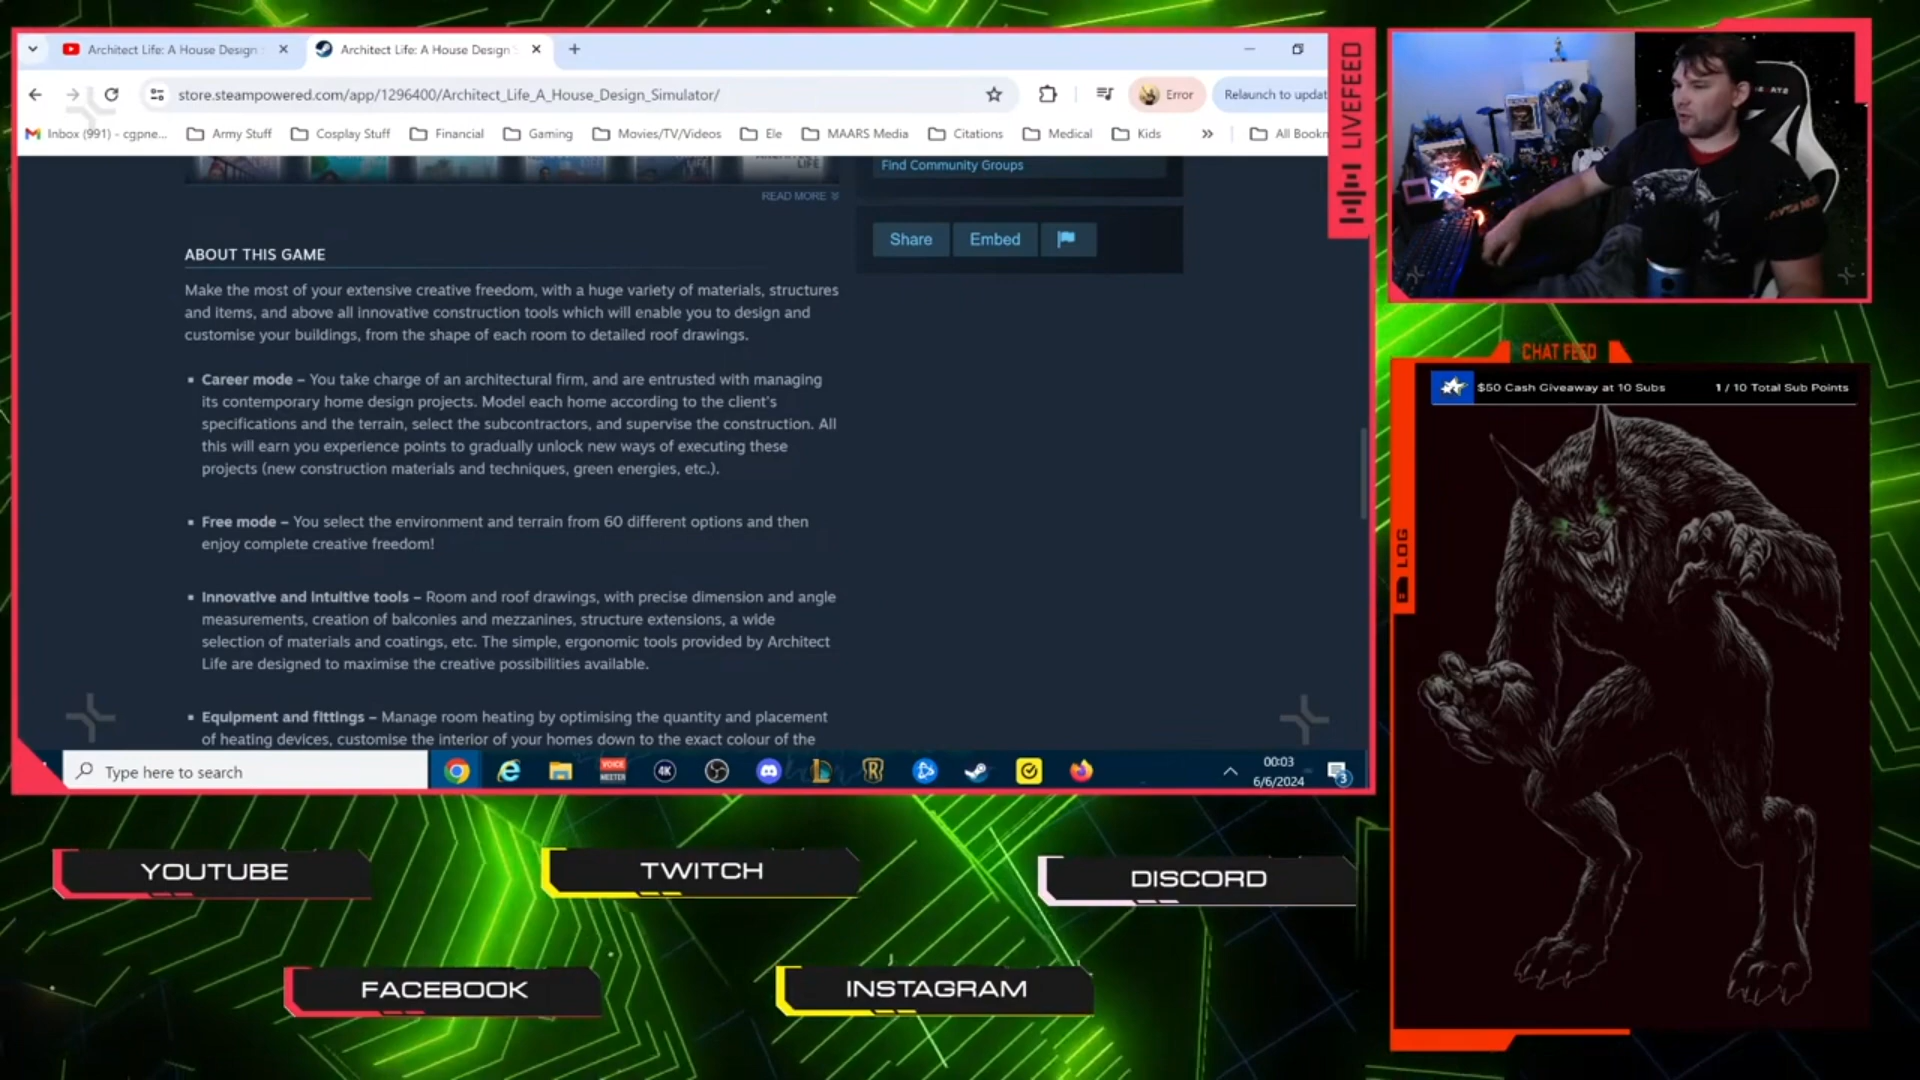 Architect Life: A House Design
Architect Life: A House Design
store.steampowered.com/app/1296400/Architect_Life_A_House_Design_Simulator/
Error
Relaunch to updat
Inbox (991) - cgpne...
Army Stuff
Cosplay Stuff
Financial
Gaming
Movies/TV/Videos
Ele
MAARS Media
Citations
Medical
Kids
»
All Bookm
LIFE
READ MORE
Find Community Groups
Share
Embed
ABOUT THIS GAME
Make the most of your extensive creative freedom, with a huge variety of materials, structures
and items, and above all innovative construction tools which will enable you to design and
customise your buildings, from the shape of each room to detailed roof drawings.
▪ Career mode – You take charge of an architectural firm, and are entrusted with managing
its contemporary home design projects. Model each home according to the client's
specifications and the terrain, select the subcontractors, and supervise the construction. All
this will earn you experience points to gradually unlock new ways of executing these
projects (new construction materials and techniques, green energies, etc.).
▪ Free mode – You select the environment and terrain from 60 different options and then
enjoy complete creative freedom!
▪ Innovative and intuitive tools – Room and roof drawings, with precise dimension and angle
measurements, creation of balconies and mezzanines, structure extensions, a wide
selection of materials and coatings, etc. The simple, ergonomic tools provided by Architect
Life are designed to maximise the creative possibilities available.
▪ Equipment and fittings – Manage room heating by optimising the quantity and placement
of heating devices, customise the interior of your homes down to the exact colour of the
Type here to search
VOICE
MEETER
4K
00:03
6/6/2024
3
LIVEFEED
CHAT FEED
$50 Cash Giveaway at 10 Subs
1 / 10 Total Sub Points
LOG
YOUTUBE
TWITCH
DISCORD
FACEBOOK
INSTAGRAM